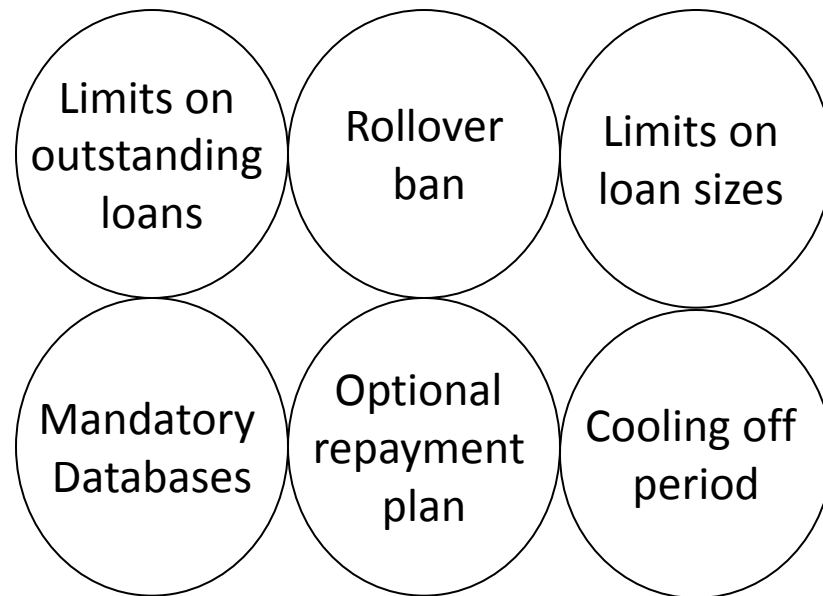 Limits on
outstanding
loans
Rollover
ban
Limits on
loan sizes
Mandatory
Databases
Optional
repayment
plan
Cooling off
period